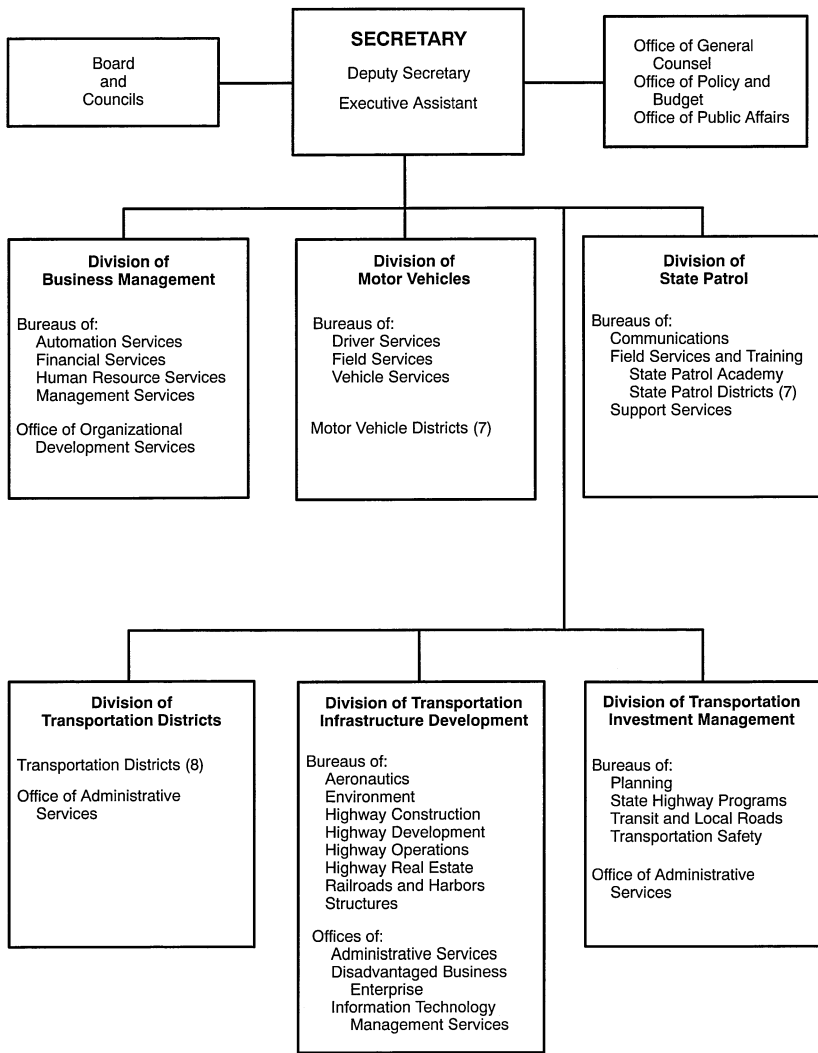 Board
and
Councils
SECRETARY
Deputy Secretary
Executive Assistant
Office of General
Counsel
Office of Policy and
Budget
Office of Public Affairs
Division of
Business Management
Bureaus of:
Automation Services
Financial Services
Human Resource Services
Management Services
Office of Organizational
Development Services
Division of
Motor Vehicles
Bureaus of:
Driver Services
Field Services
Vehicle Services
Motor Vehicle Districts (7)
Division of
State Patrol
Bureaus of:
Communications
Field Services and Training
State Patrol Academy
State Patrol Districts (7)
Support Services
Division of
Transportation Districts
Transportation Districts (8)
Office of Administrative
Services
Division of Transportation
Infrastructure Development
Bureaus of:
Aeronautics
Environment
Highway Construction
Highway Development
Highway Operations
Highway Real Estate
Railroads and Harbors
Structures
Offices of:
Administrative Services
Disadvantaged Business
Enterprise
Information Technology
Management Services
Division of Transportation
Investment Management
Bureaus of:
Planning
State Highway Programs
Transit and Local Roads
Transportation Safety
Office of Administrative
Services